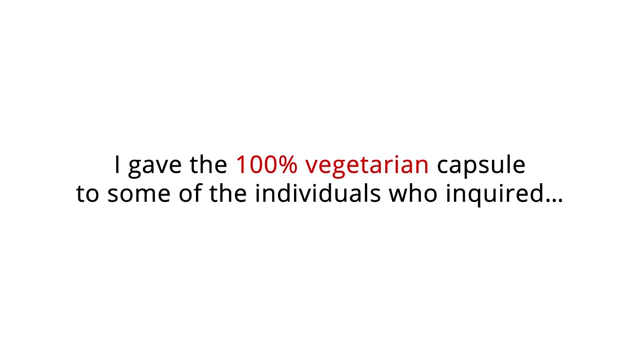 I gave the 100% vegetarian capsule
to some of the individuals who inquired...